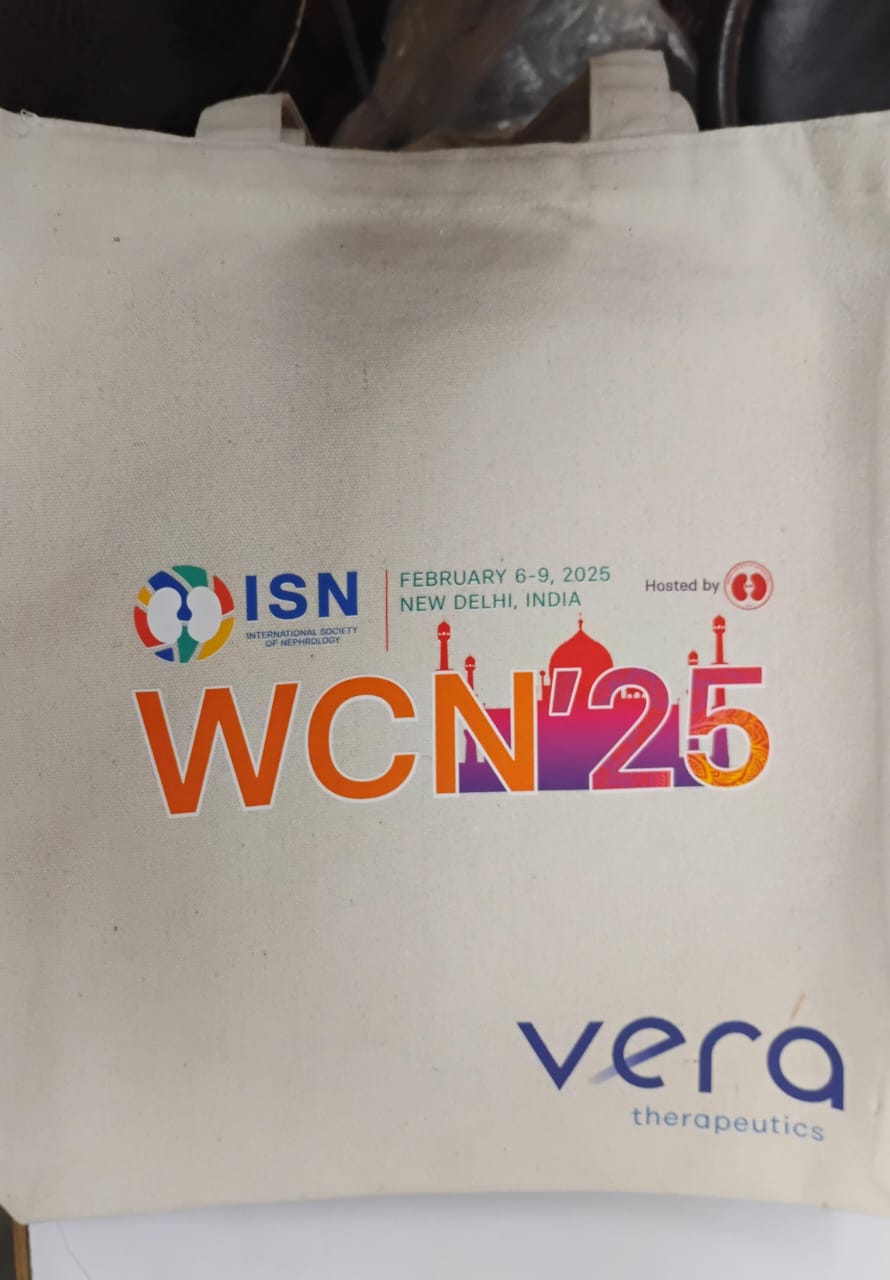 ISN
INTERNATIONAL SOCIETY
OF NEPHROLOGY
FEBRUARY 6-9, 2025
NEW DELHI, INDIA
Hosted by
WCN'25
vera
therapeutics